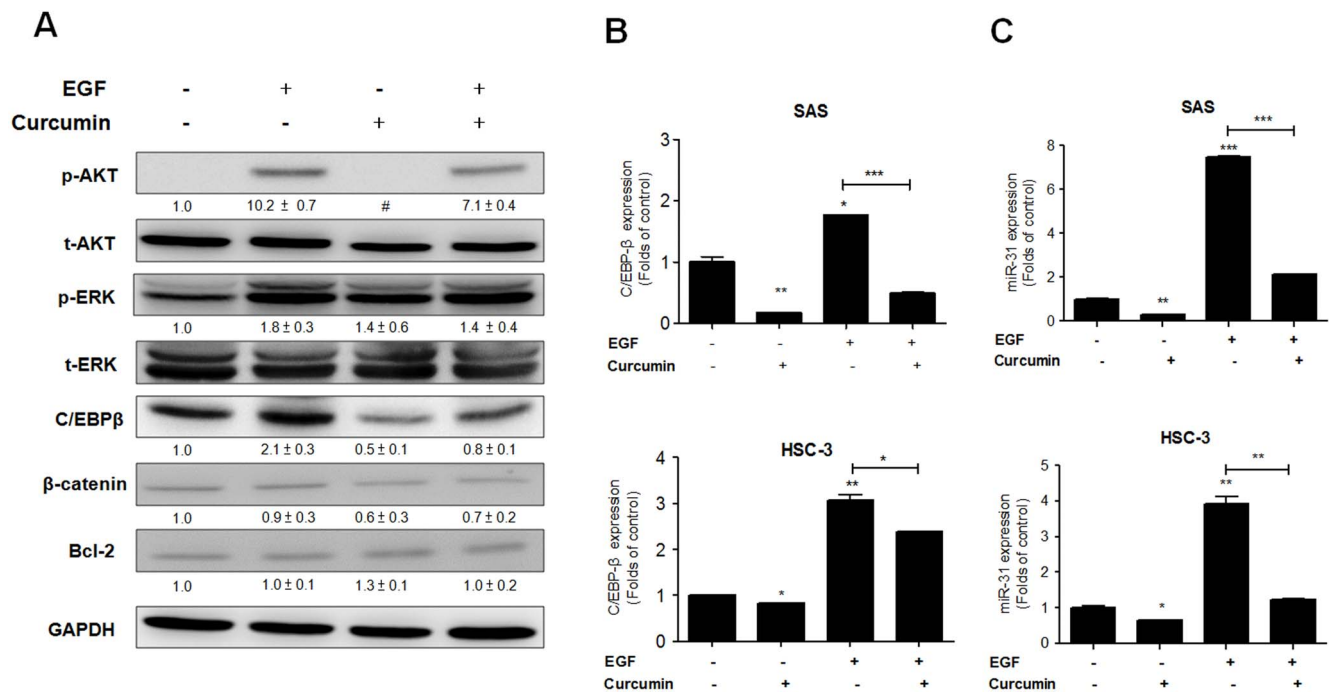 A
EGF - + - +
Curcumin - - + +
p-AKT
1.0 10.2 ± 0.7 # 7.1 ± 0.4
t-AKT
p-ERK
1.0 1.8 ± 0.3 1.4 ± 0.6 1.4 ± 0.4
t-ERK
C/EBPβ
1.0 2.1 ± 0.3 0.5 ± 0.1 0.8 ± 0.1
β-catenin
1.0 0.9 ± 0.3 0.6 ± 0.3 0.7 ± 0.2
Bcl-2
1.0 1.0 ± 0.1 1.3 ± 0.1 1.0 ± 0.2
GAPDH
B
SAS
C/EBP-β expression
(Folds of control)
3
2
1
0
**
*
***
EGF - - + +
Curcumin - + - +
HSC-3
C/EBP-β expression
(Folds of control)
4
3
2
1
0
*
**
*
EGF - - + +
Curcumin - + - +
C
SAS
miR-31 expression
(Folds of control)
8
6
4
2
0
**
***
***
EGF - - + +
Curcumin - + - +
HSC-3
miR-31 expression
(Folds of control)
5
4
3
2
1
0
*
**
**
EGF - - + +
Curcumin - + - +